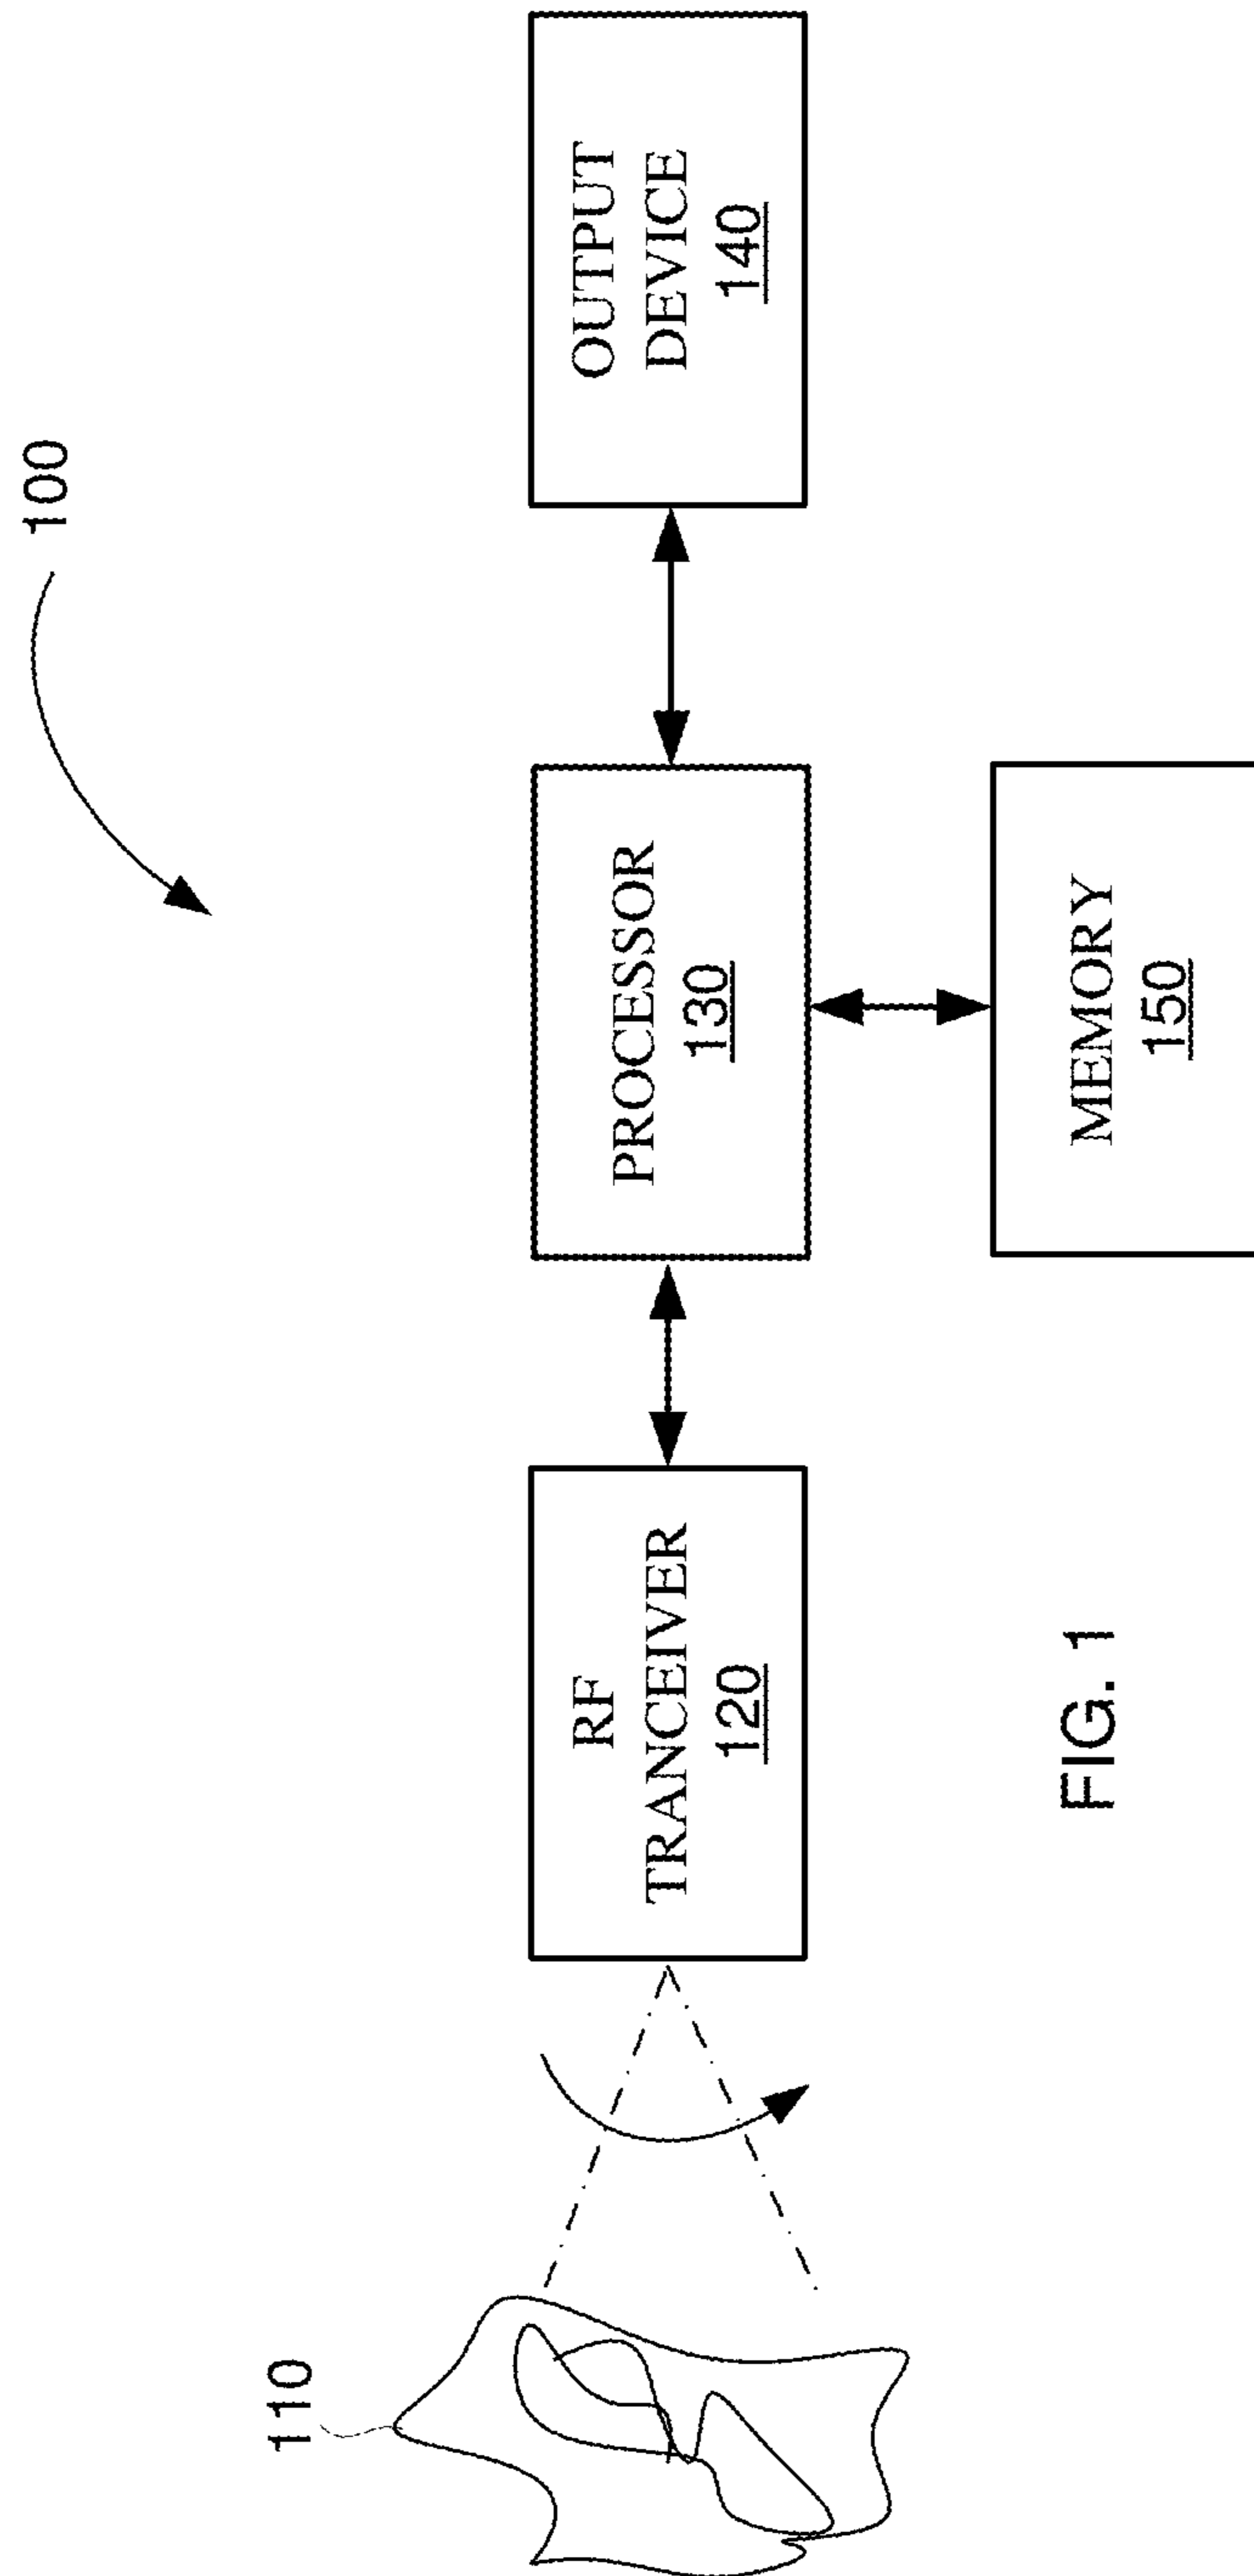 100
110
RF
TRANCEIVER
120
PROCESSOR
130
OUTPUT
DEVICE
140
MEMORY
150
FIG. 1